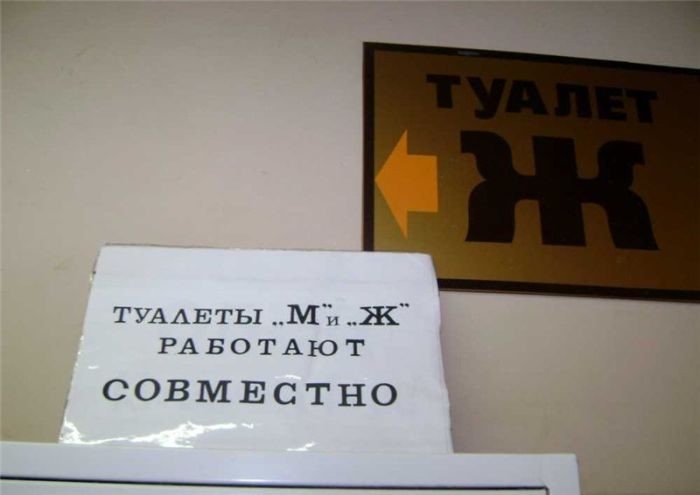 ТУАЛЕТ
Ж
ТУАЛЕТЫ „М“ и „Ж“
РАБОТАЮТ
СОВМЕСТНО